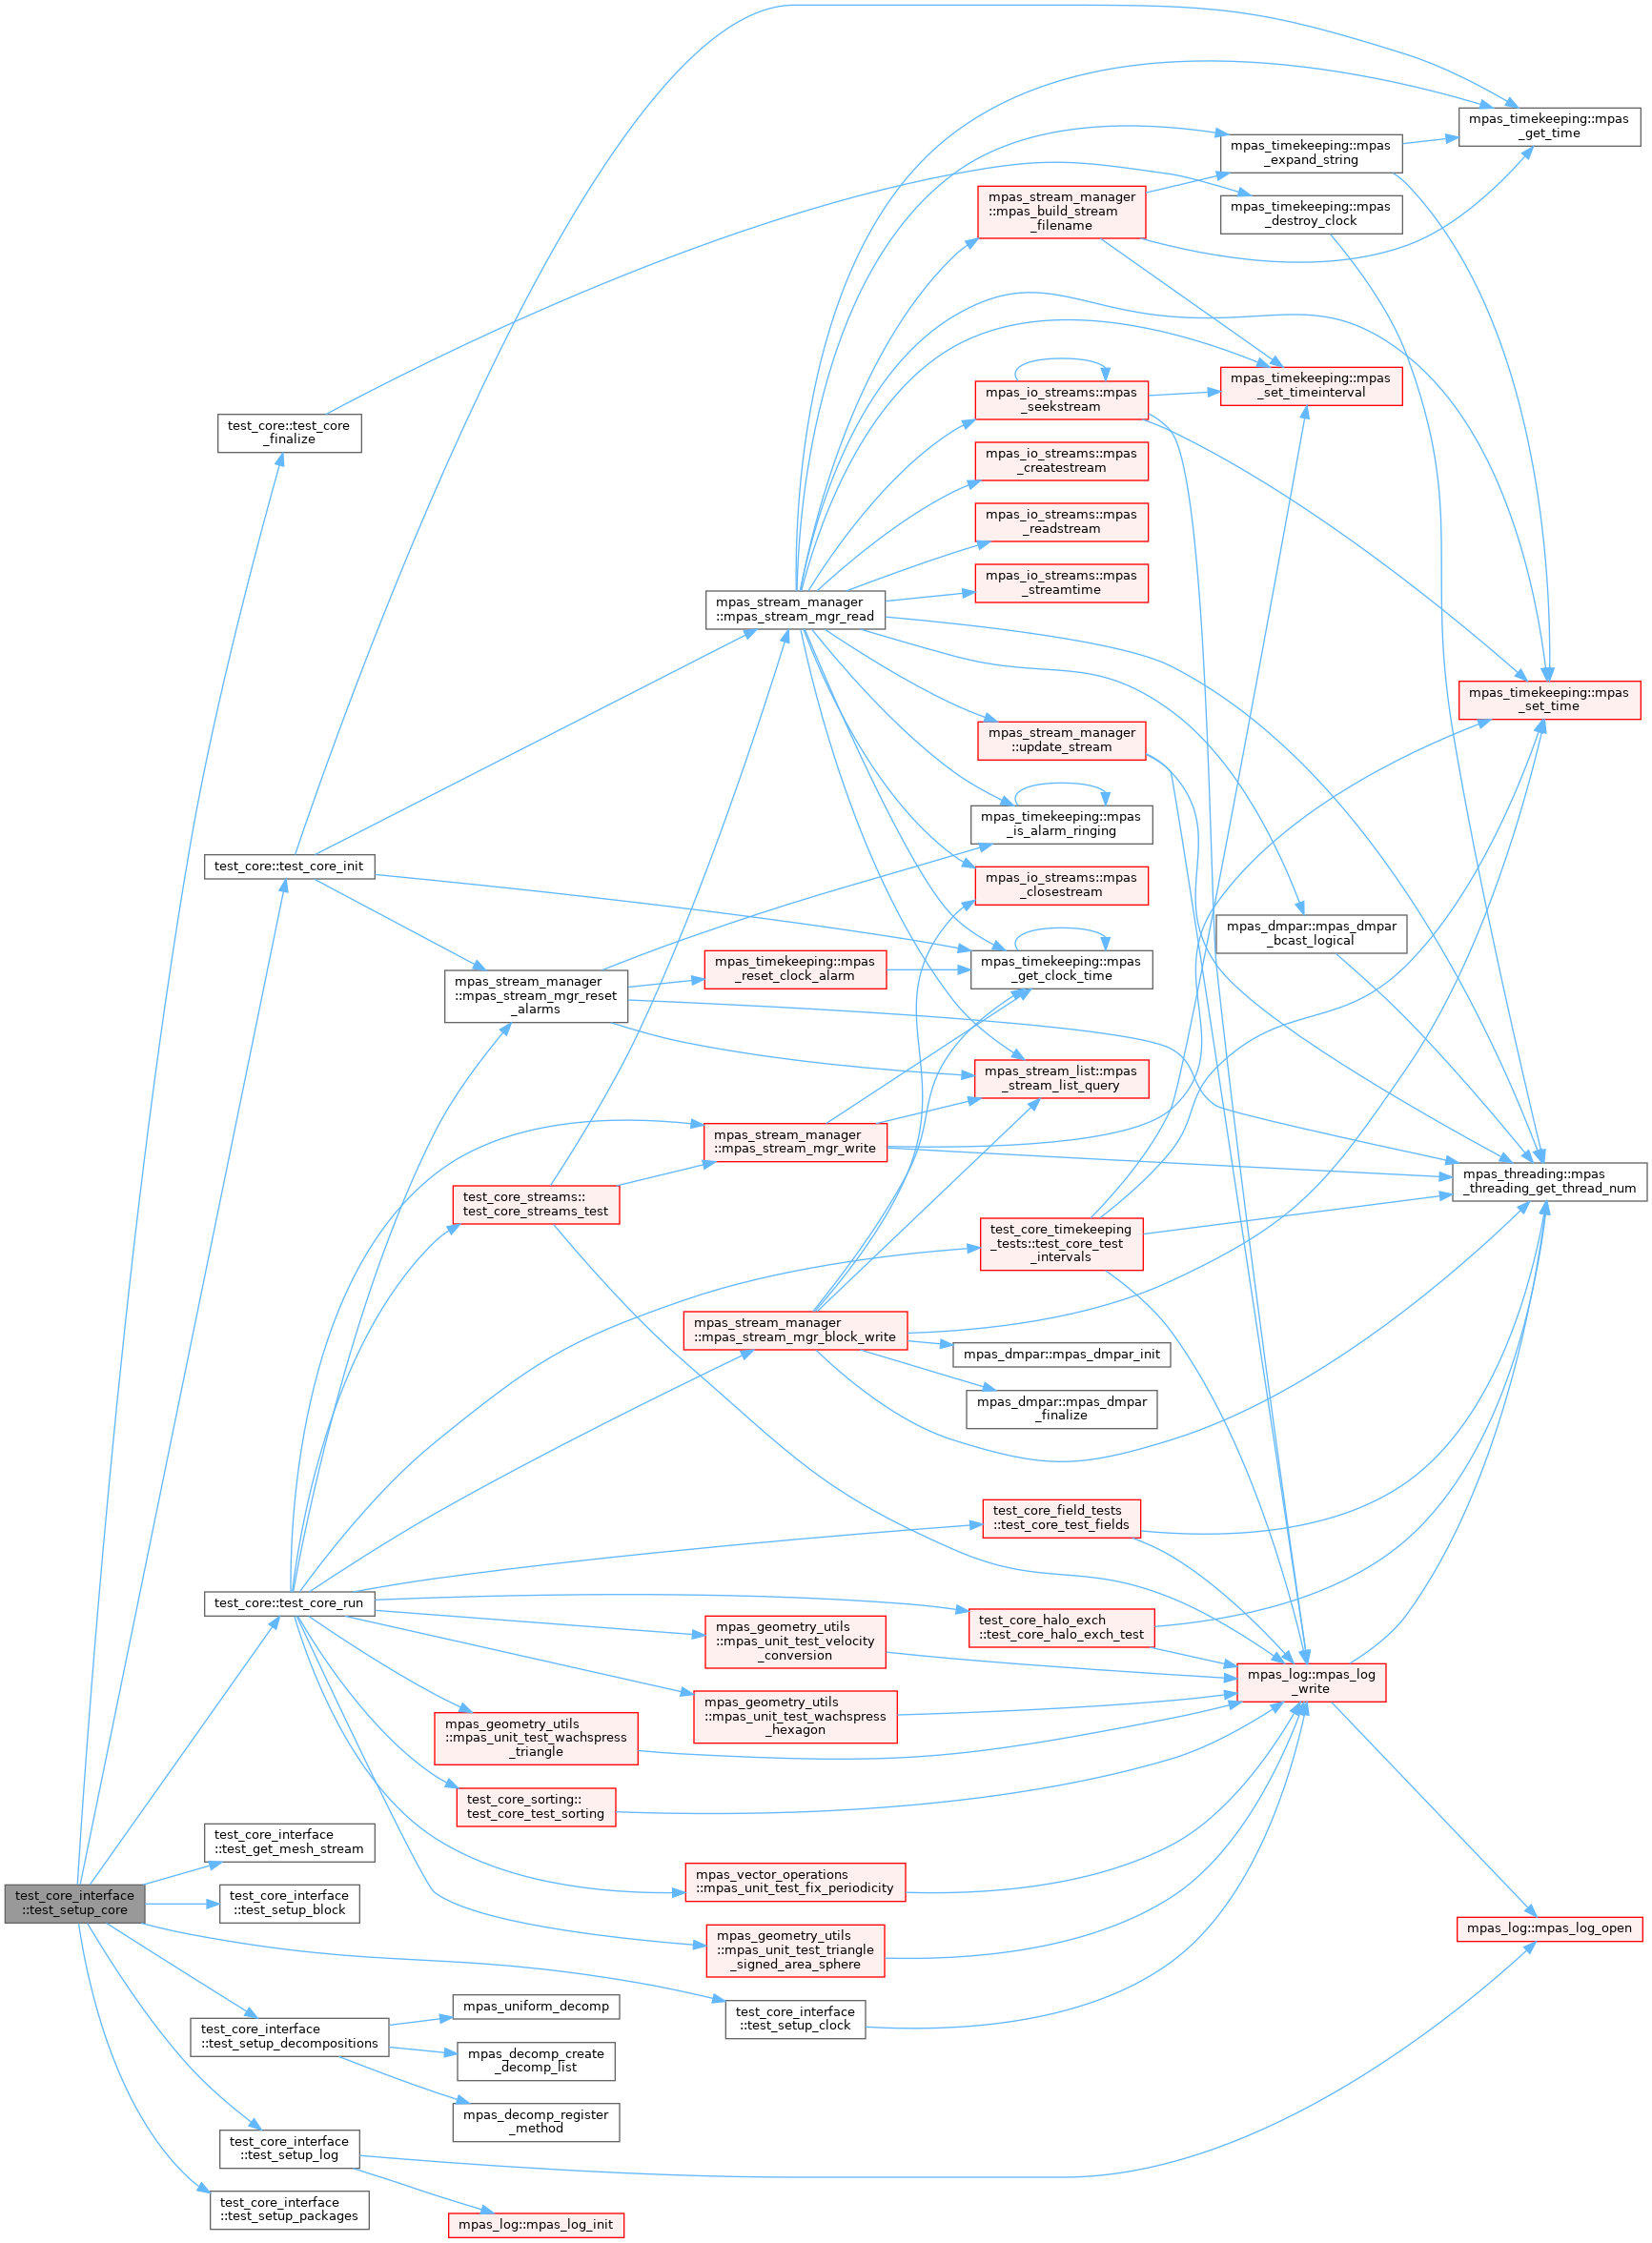 mpas_timekeeping::mpas
_get_time
mpas_timekeeping::mpas
_expand_string
mpas_stream_manager
::mpas_build_stream
_filename
mpas_timekeeping::mpas
_destroy_clock
mpas_timekeeping::mpas
_set_timeinterval
mpas_io_streams::mpas
_seekstream
test_core::test_core
_finalize
mpas_io_streams::mpas
_createstream
mpas_io_streams::mpas
_readstream
mpas_io_streams::mpas
_streamtime
mpas_stream_manager
::mpas_stream_mgr_read
mpas_timekeeping::mpas
_set_time
mpas_stream_manager
::update_stream
mpas_timekeeping::mpas
_is_alarm_ringing
test_core::test_core_init
mpas_io_streams::mpas
_closestream
mpas_dmpar::mpas_dmpar
_bcast_logical
mpas_timekeeping::mpas
_reset_clock_alarm
mpas_timekeeping::mpas
_get_clock_time
mpas_stream_manager
::mpas_stream_mgr_reset
_alarms
mpas_stream_list::mpas
_stream_list_query
mpas_stream_manager
::mpas_stream_mgr_write
mpas_threading::mpas
_threading_get_thread_num
test_core_streams::
test_core_streams_test
test_core_timekeeping
_tests::test_core_test
_intervals
mpas_stream_manager
::mpas_stream_mgr_block_write
mpas_dmpar::mpas_dmpar_init
mpas_dmpar::mpas_dmpar
_finalize
test_core_field_tests
::test_core_test_fields
test_core::test_core_run
test_core_halo_exch
::test_core_halo_exch_test
mpas_geometry_utils
::mpas_unit_test_velocity
_conversion
mpas_log::mpas_log
_write
mpas_geometry_utils
::mpas_unit_test_wachspress
_hexagon
mpas_geometry_utils
::mpas_unit_test_wachspress
_triangle
test_core_sorting::
test_core_test_sorting
test_core_interface
::test_get_mesh_stream
mpas_vector_operations
::mpas_unit_test_fix_periodicity
test_core_interface
::test_setup_core
test_core_interface
::test_setup_block
mpas_log::mpas_log_open
mpas_geometry_utils
::mpas_unit_test_triangle
_signed_area_sphere
mpas_uniform_decomp
test_core_interface
::test_setup_clock
test_core_interface
::test_setup_decompositions
mpas_decomp_create
_decomp_list
mpas_decomp_register
_method
test_core_interface
::test_setup_log
test_core_interface
::test_setup_packages
mpas_log::mpas_log_init